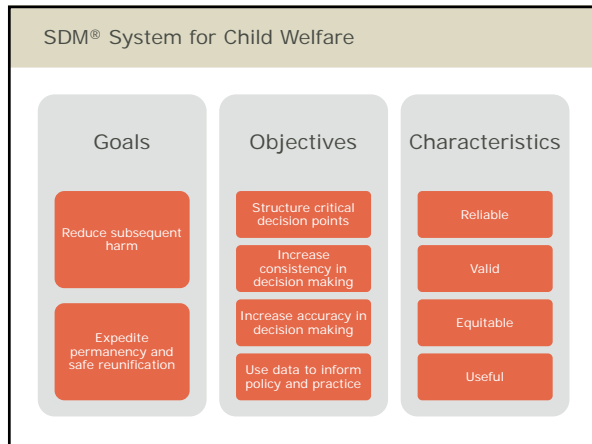 SDM® System for Child Welfare
Goals
Reduce subsequent
harm
Expedite
permanency and
safe reunification
Objectives
Structure critical
decision points
Increase
consistency in
decision making
Increase accuracy in
decision making
Use data to inform
policy and practice
Characteristics
Reliable
Valid
Equitable
Useful